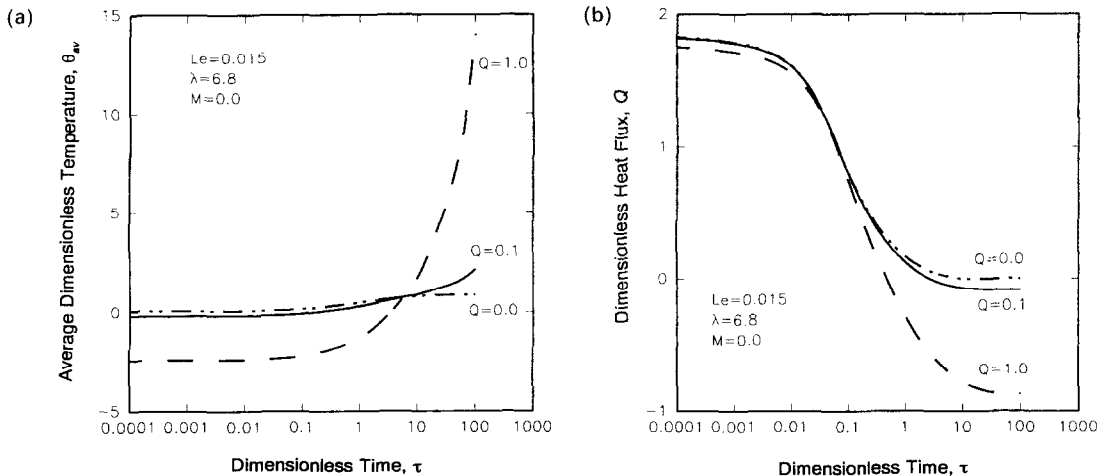 (a)
Average Dimensionless Temperature, θav
15
10
5
0
−5
Le=0.015
λ=6.8
M=0.0
Q=1.0
Q=0.1
Q=0.0
0.0001 0.001 0.01 0.1 1 10 100 1000
Dimensionless Time, τ
(b)
Dimensionless Heat Flux, Q
2
1
0
−1
Q=0.0
Q=0.1
Le=0.015
λ=6.8
M=0.0
Q=1.0
0.0001 0.001 0.01 0.1 1 10 100 1000
Dimensionless Time, τ